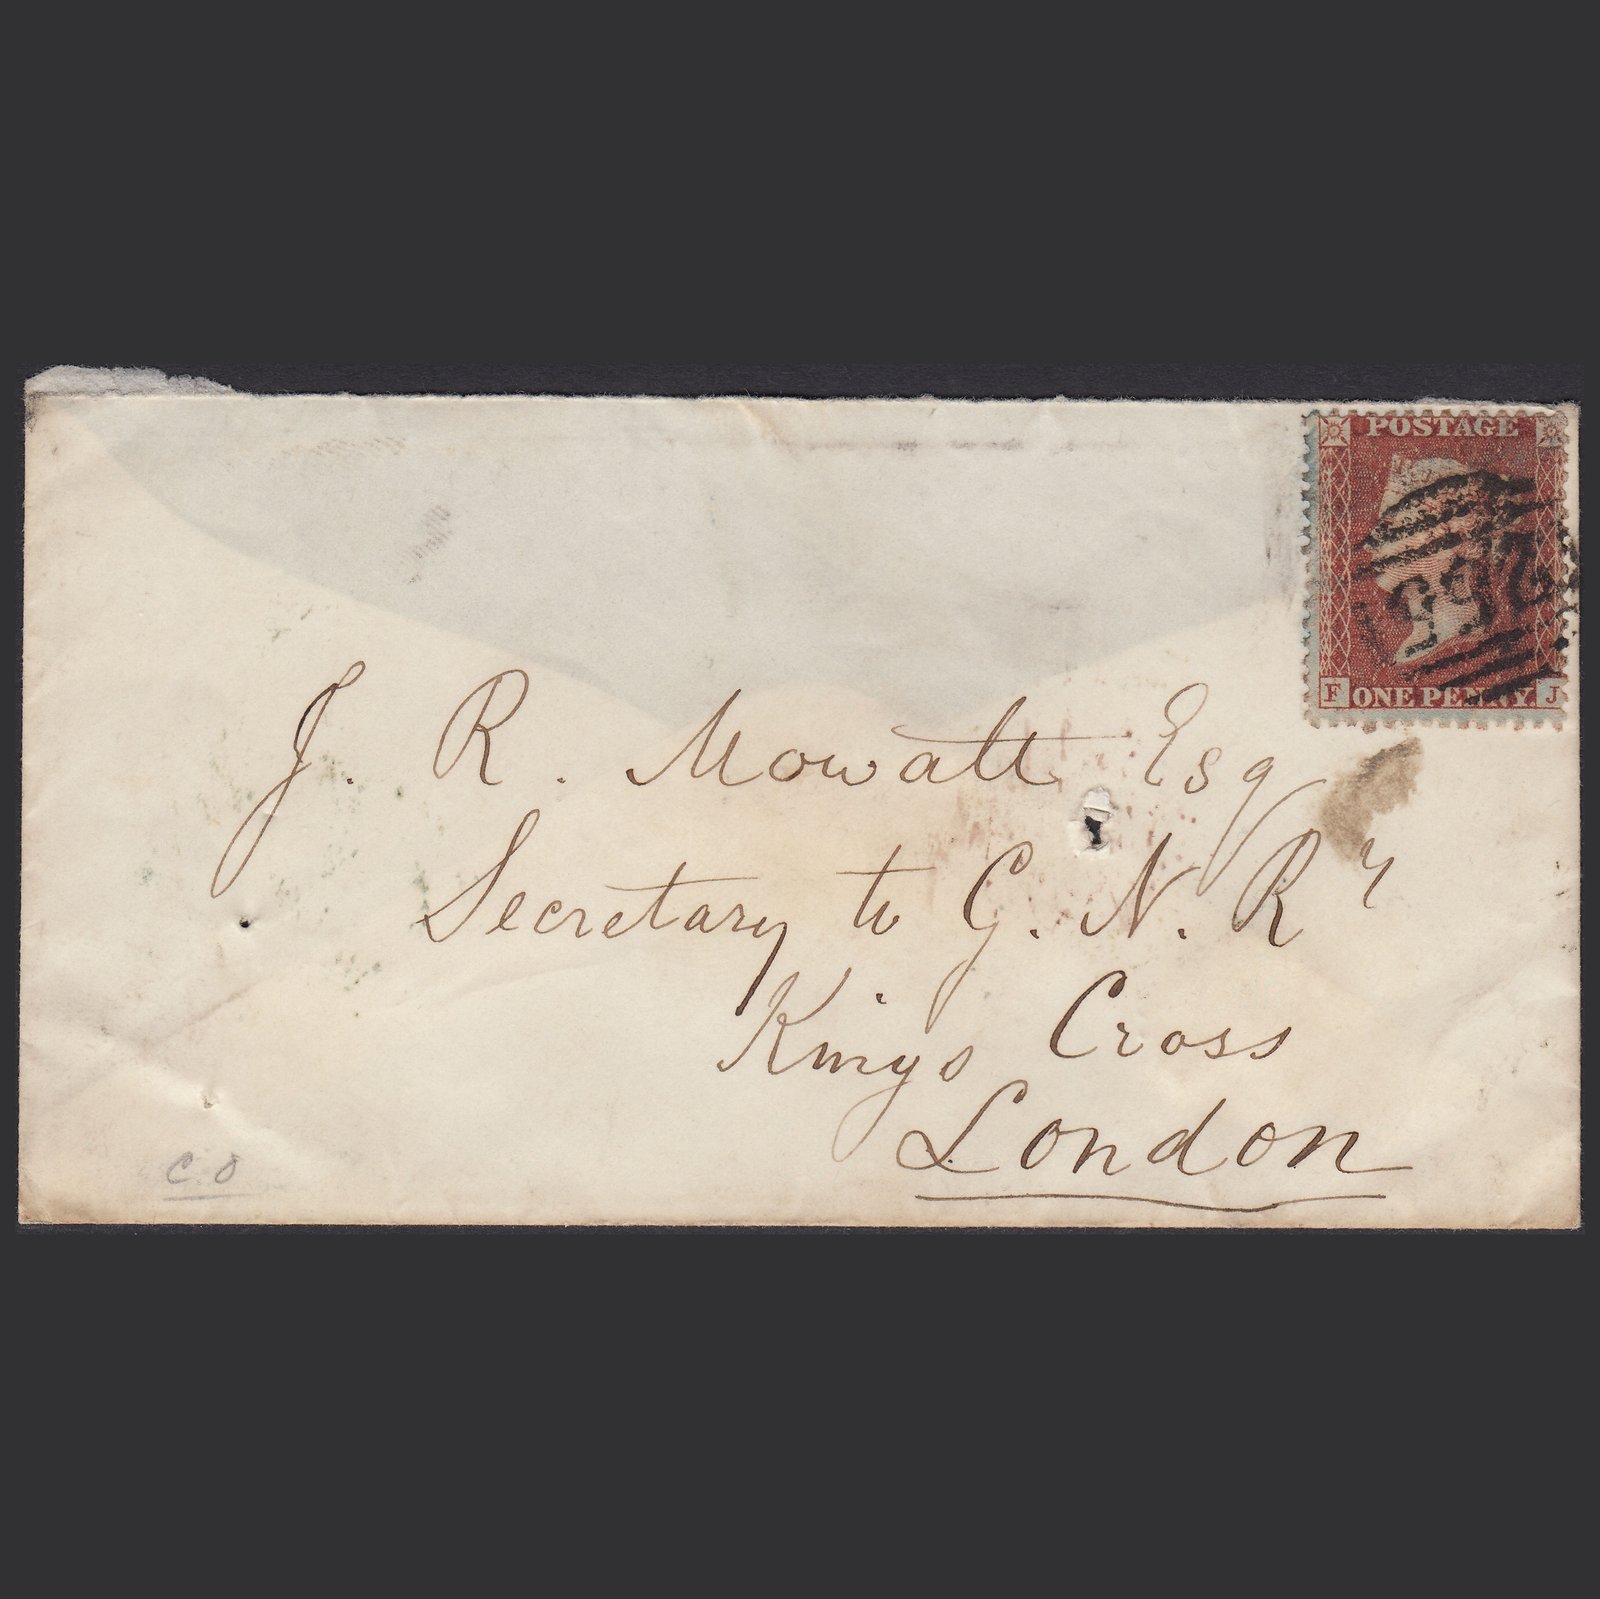 POSTAGE
F ONE PENNY J
J. R. Mowatt Esq
Secretary to G. N. Ry
Kings Cross
London
C.O